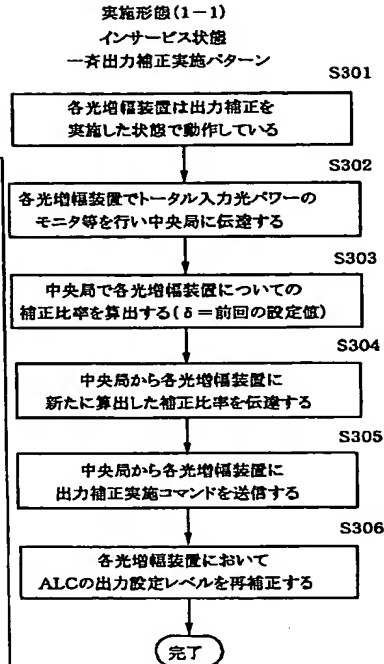 実施形態(1-1)
インサービス状態
一斉出力補正実施パターン
S301
各光増幅装置は出力補正を
実施した状態で動作している
S302
各光増幅装置でトータル入力光パワーの
モニタ等を行い中央局に伝達する
S303
中央局で各光増幅装置についての
補正比率を算出する(δ=前回の設定値)
S304
中央局から各光増幅装置に
新たに算出した補正比率を伝達する
S305
中央局から各光増幅装置に
出力補正実施コマンドを送信する
S306
各光増幅装置において
ALCの出力設定レベルを再補正する
完了